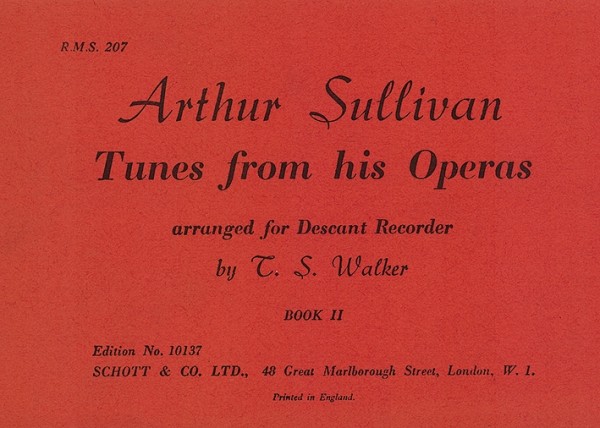 R.M.S. 207
Arthur Sullivan
Tunes from his Operas
arranged for Descant Recorder
by T. S. Walker
BOOK II
Edition No. 10137
SCHOTT & CO. LTD., 48 Great Marlborough Street, London, W. 1.
Printed in England.